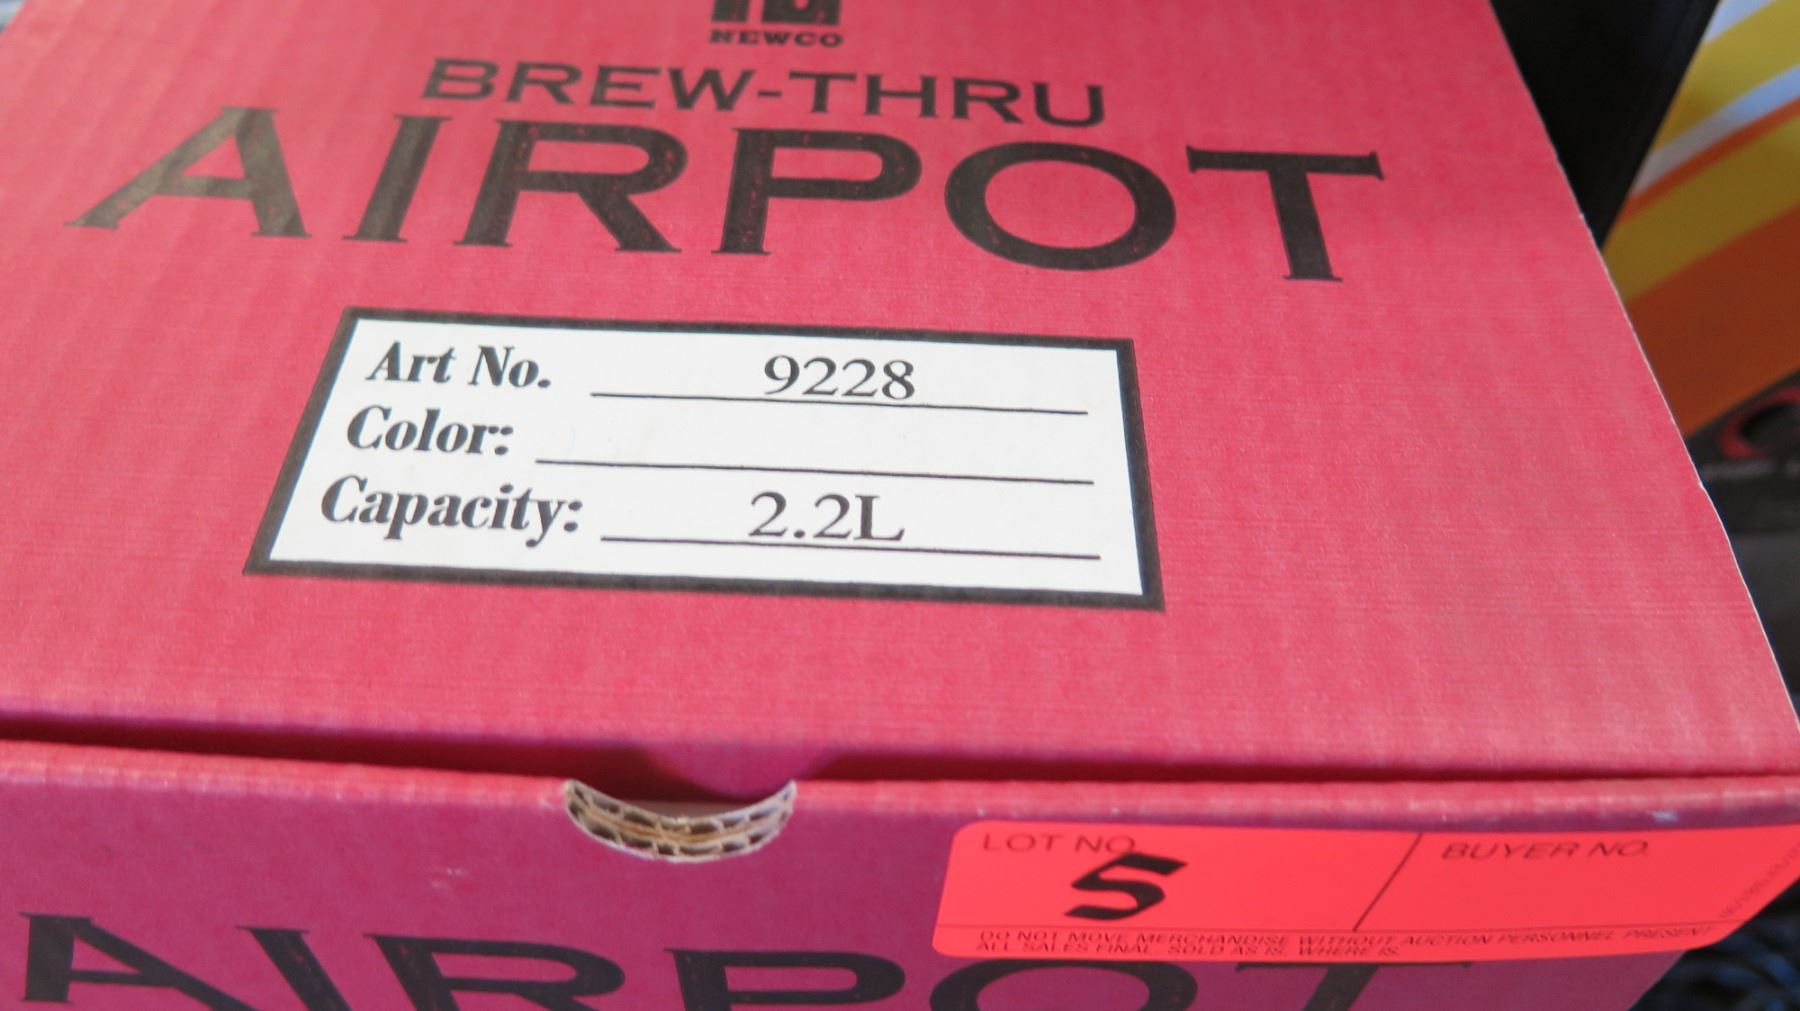 NEWCO
BREW-THRU
AIRPOT
Art No. 9228
Color:
Capacity: 2.2L
LOT NO. 5 BUYER NO.
DO NOT MOVE MERCHANDISE WITHOUT AUCTION PERSONNEL PRESENT
ALL SALES FINAL SOLD AS IS. WHERE IS.
AIRPOT